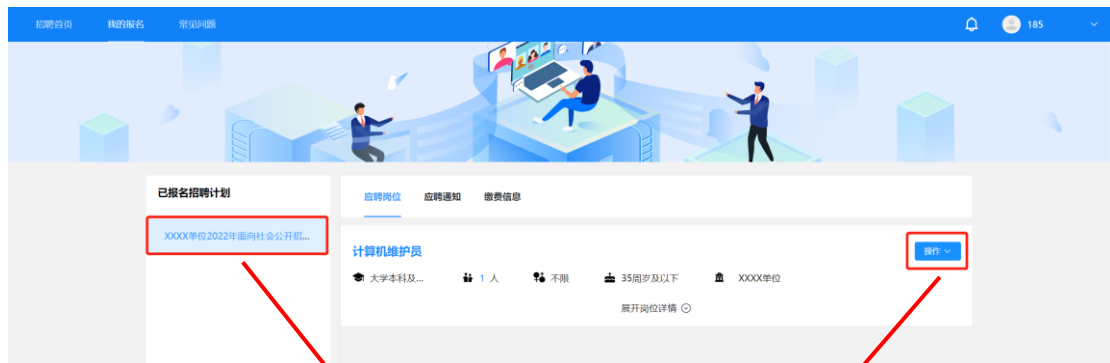 招聘首页 我的报名 常见问题 185
已报名招聘计划
应聘岗位 应聘通知 缴费信息
XXXX单位2022年面向社会公开招...
计算机维护员
操作
大学本科及... 1 人 不限 35周岁及以下 XXXX单位
展开岗位详情